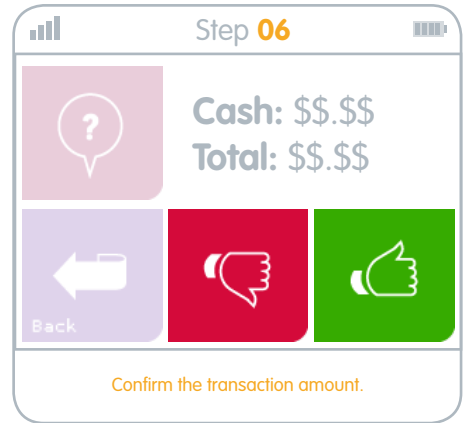 Step 06
?
Cash: $$.$$
Total: $$.$$
Back
Confirm the transaction amount.